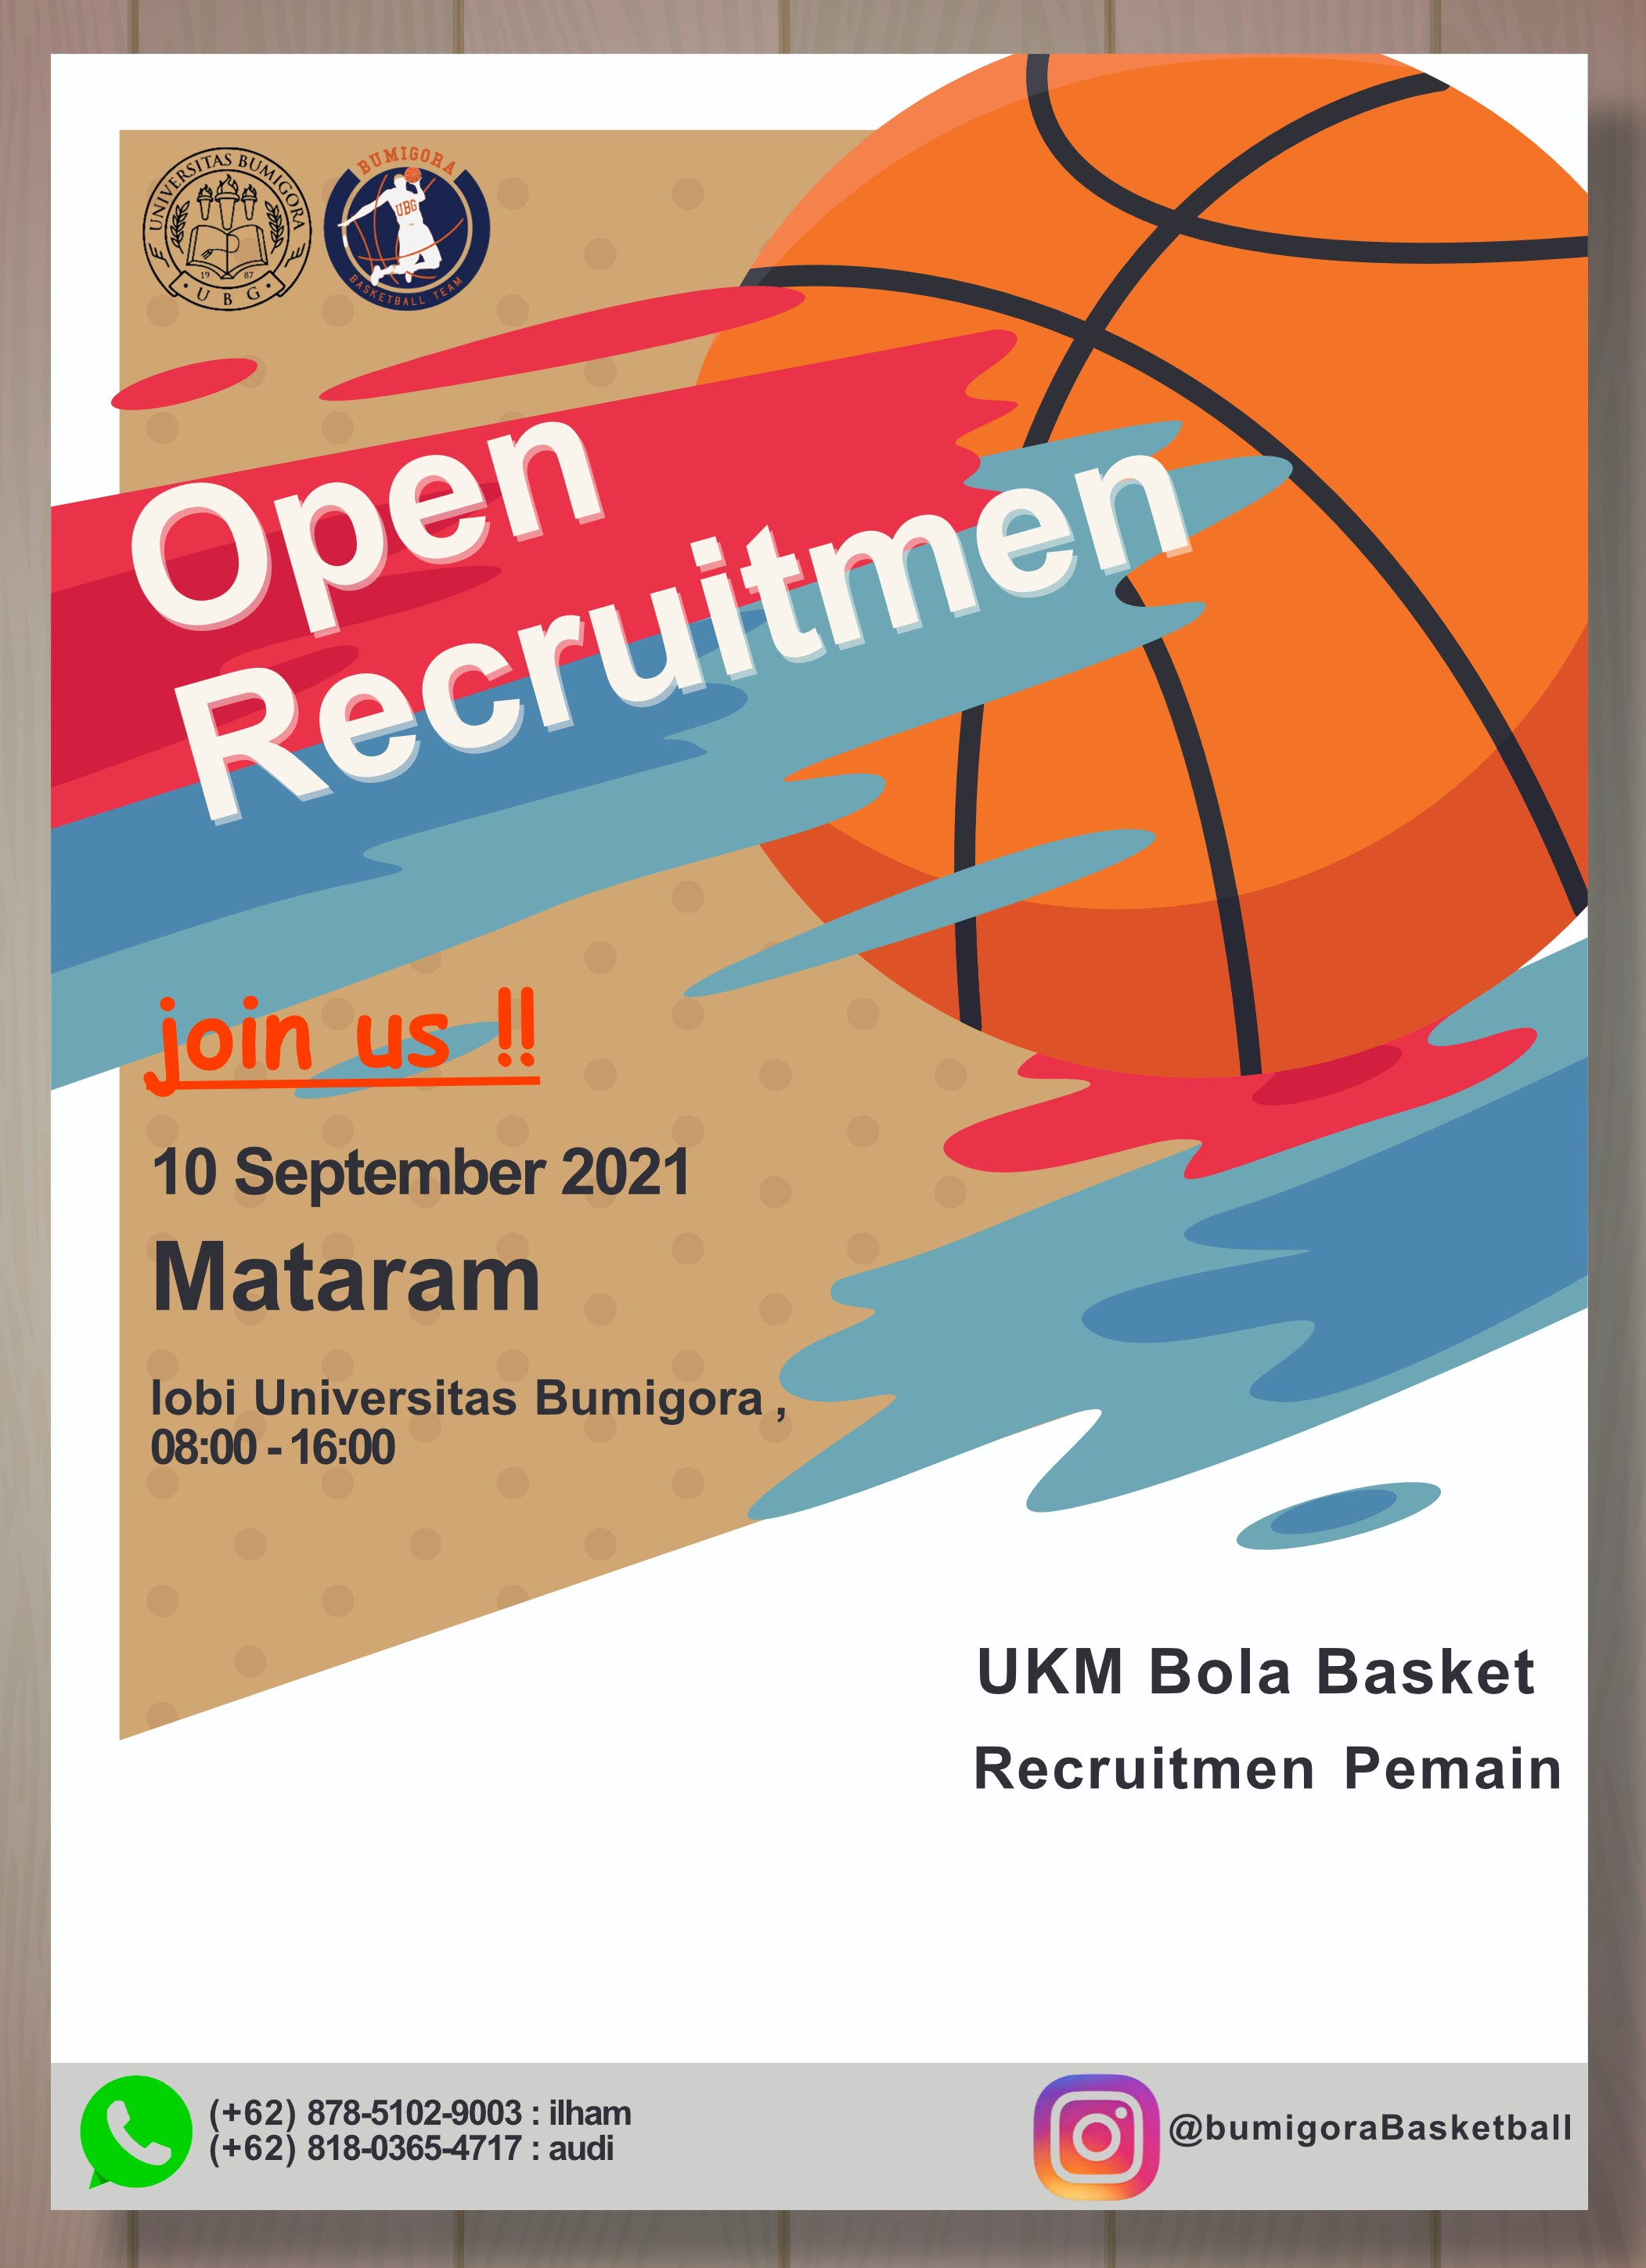 UNIVERSITAS BUMIGORA
19 87
• U B G •
BUMIGORA
UBG
BASKETBALL TEAM
Open
Recruitmen
join us !!
10 September 2021
Mataram
lobi Universitas Bumigora ,
08:00 - 16:00
UKM Bola Basket
Recruitmen Pemain
(+62) 878-5102-9003 : ilham
(+62) 818-0365-4717 : audi
@bumigoraBasketball